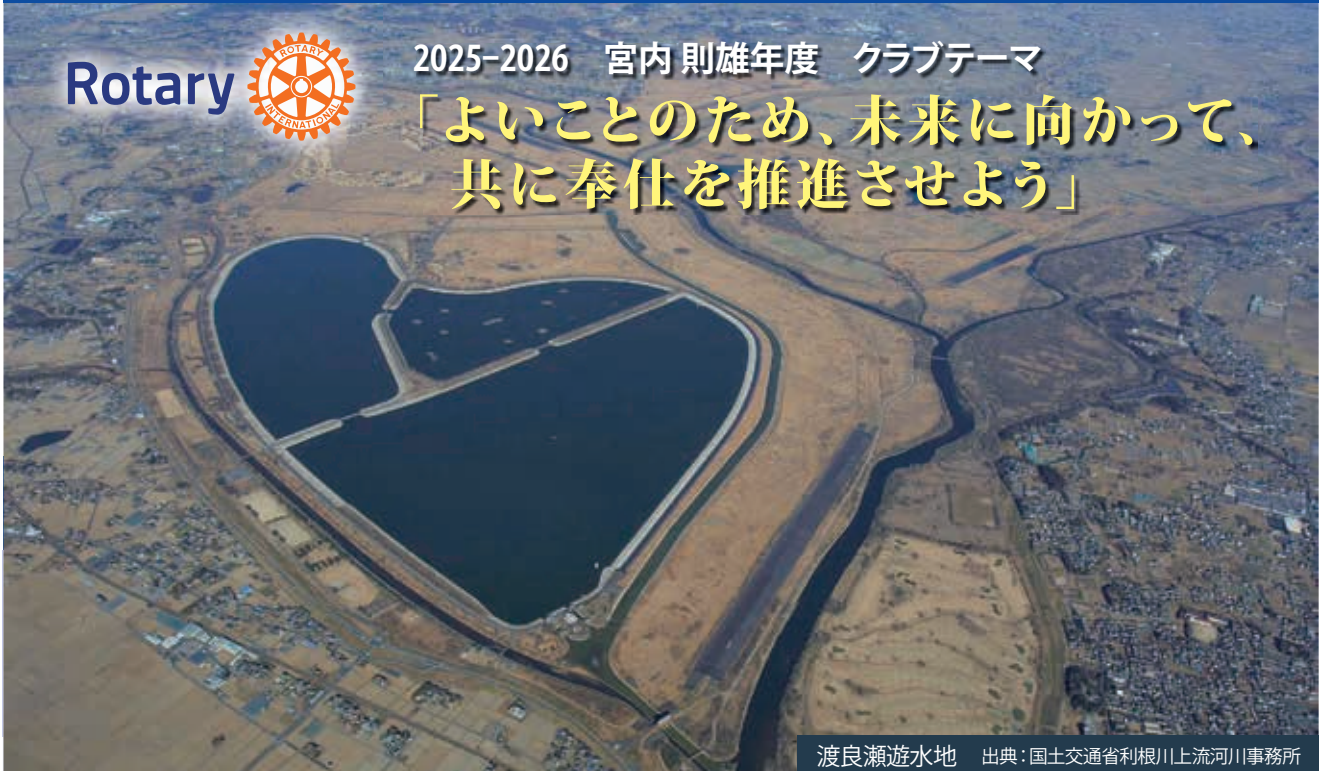 Rotary
ROTARY
INTERNATIONAL
2025-2026 宮内 則雄年度 クラブテーマ
「よいことのため、未来に向かって、
共に奉仕を推進させよう」
渡良瀬遊水地 出典：国土交通省利根川上流河川事務所